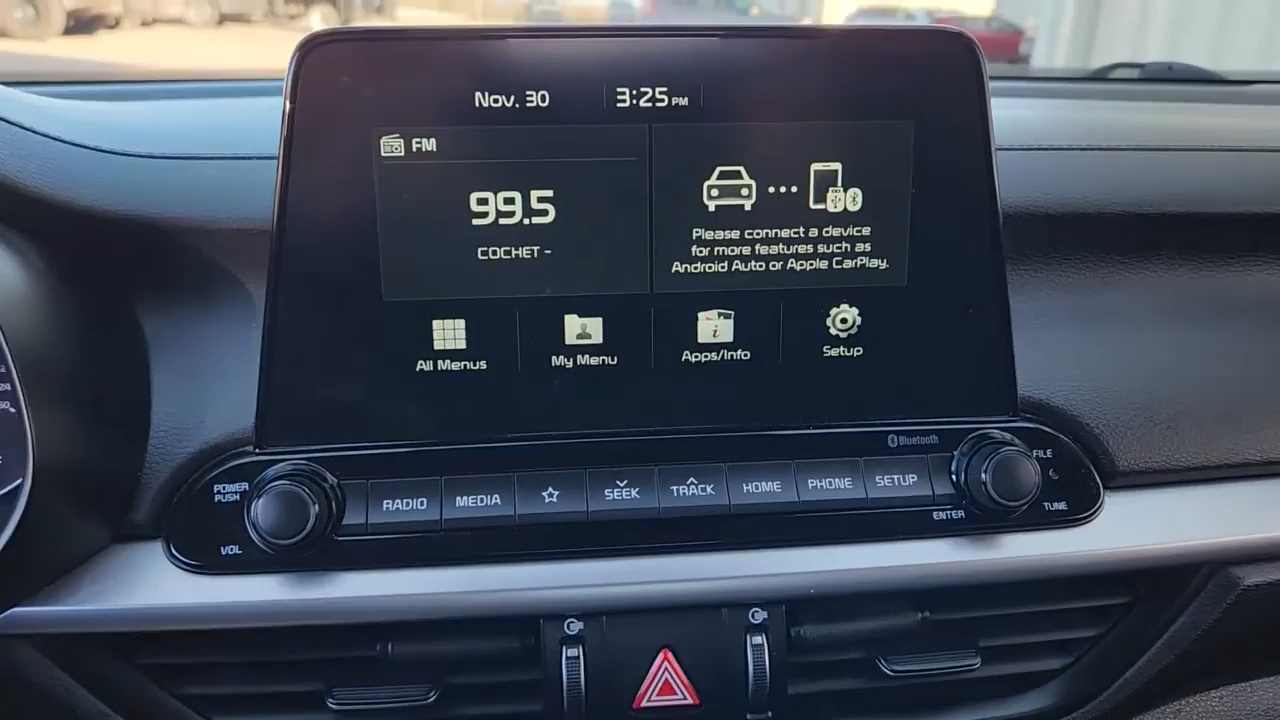 Nov. 30
3:25 PM
FM
99.5
COCHET -
Please connect a device
for more features such as
Android Auto or Apple CarPlay.
All Menus
My Menu
Apps/Info
Setup
Bluetooth
POWER
PUSH
VOL
RADIO
MEDIA
SEEK
TRACK
HOME
PHONE
SETUP
ENTER
FILE
TUNE